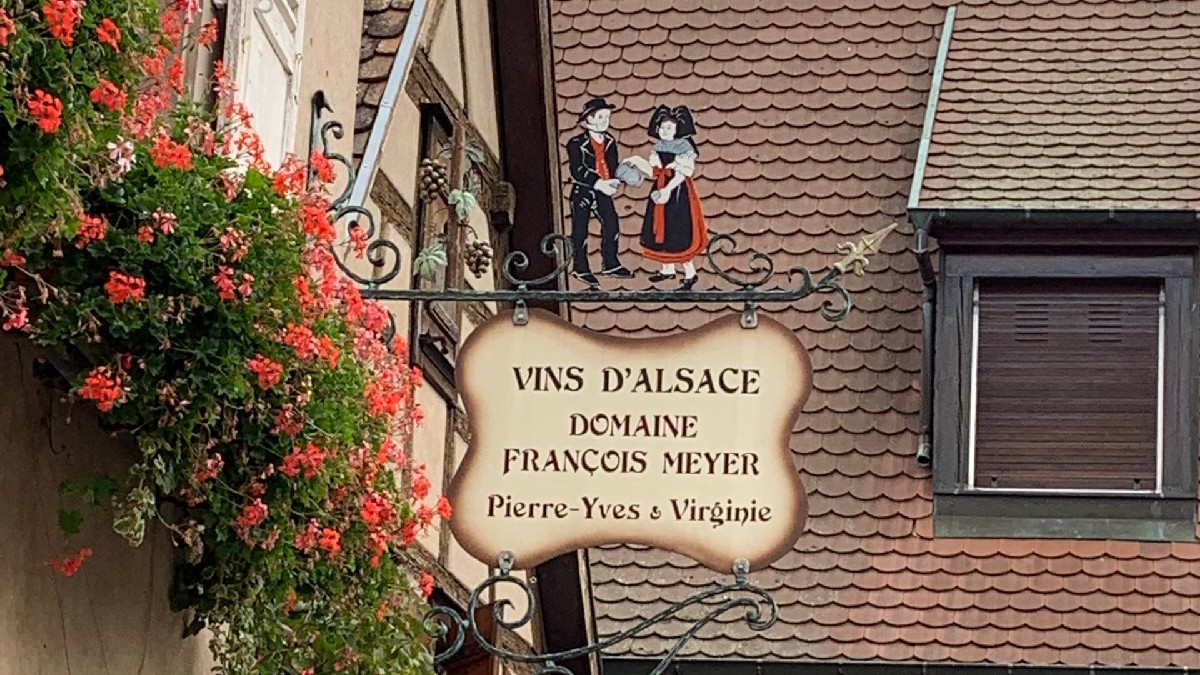 VINS D'ALSACE
DOMAINE
FRANÇOIS MEYER
Pierre-Yves & Virginie